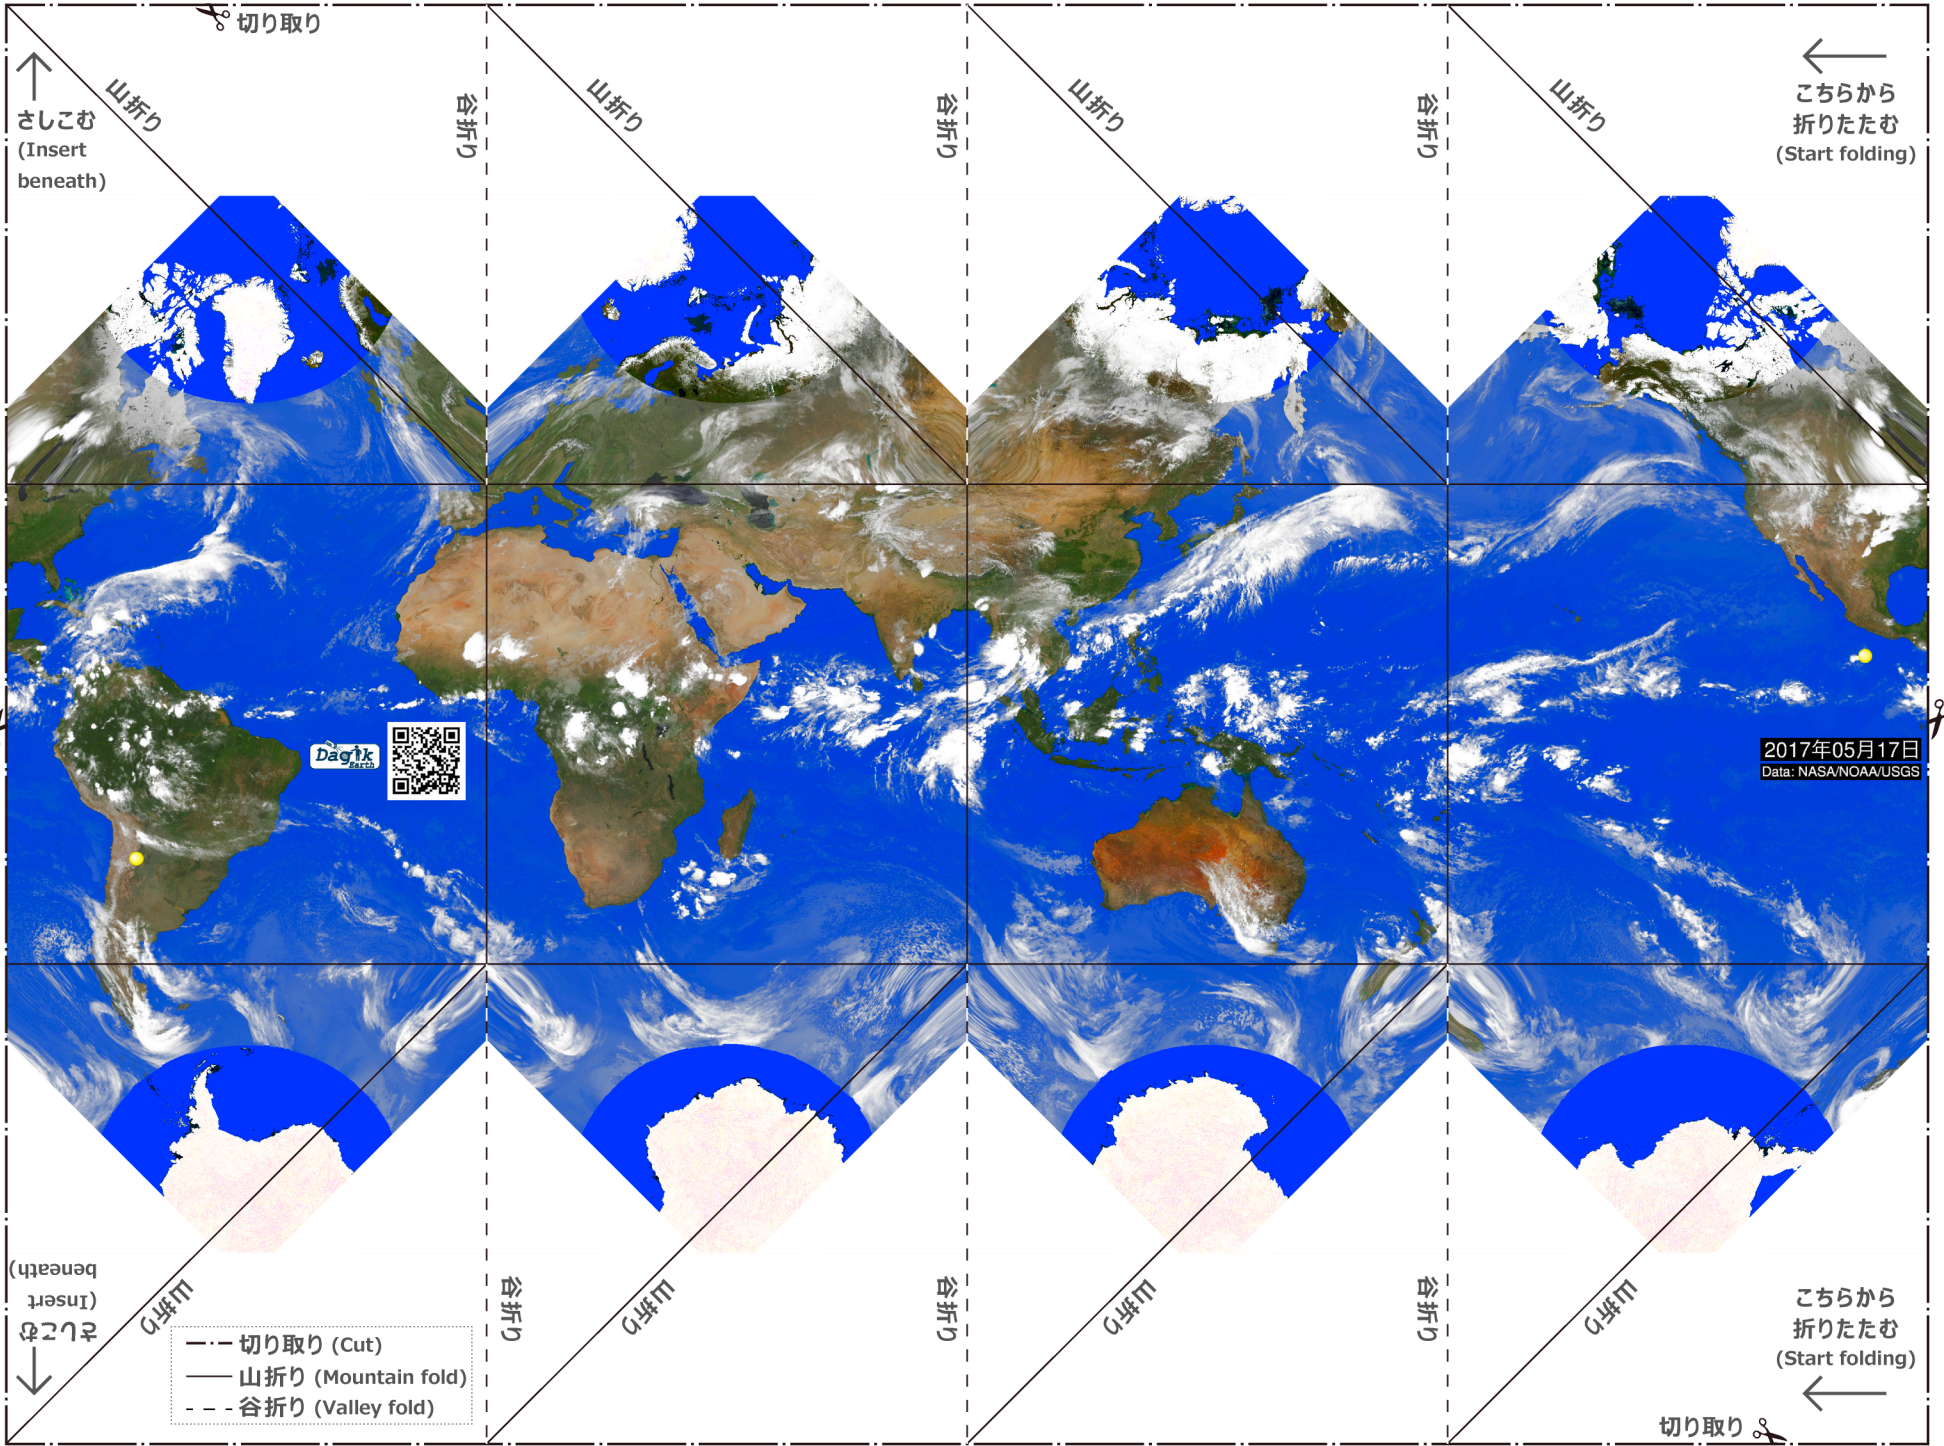 切り取り
さしこむ
(Insert
beneath)
山折り
谷折り
山折り
谷折り
山折り
谷折り
山折り
こちらから
折りたたむ
(Start folding)
Dagik
Earth
2017年05月17日
Data: NASA/NOAA/USGS
さしこむ
(Insert
beneath)
山折り
谷折り
山折り
谷折り
山折り
谷折り
山折り
こちらから
折りたたむ
(Start folding)
切り取り (Cut)
山折り (Mountain fold)
谷折り (Valley fold)
切り取り